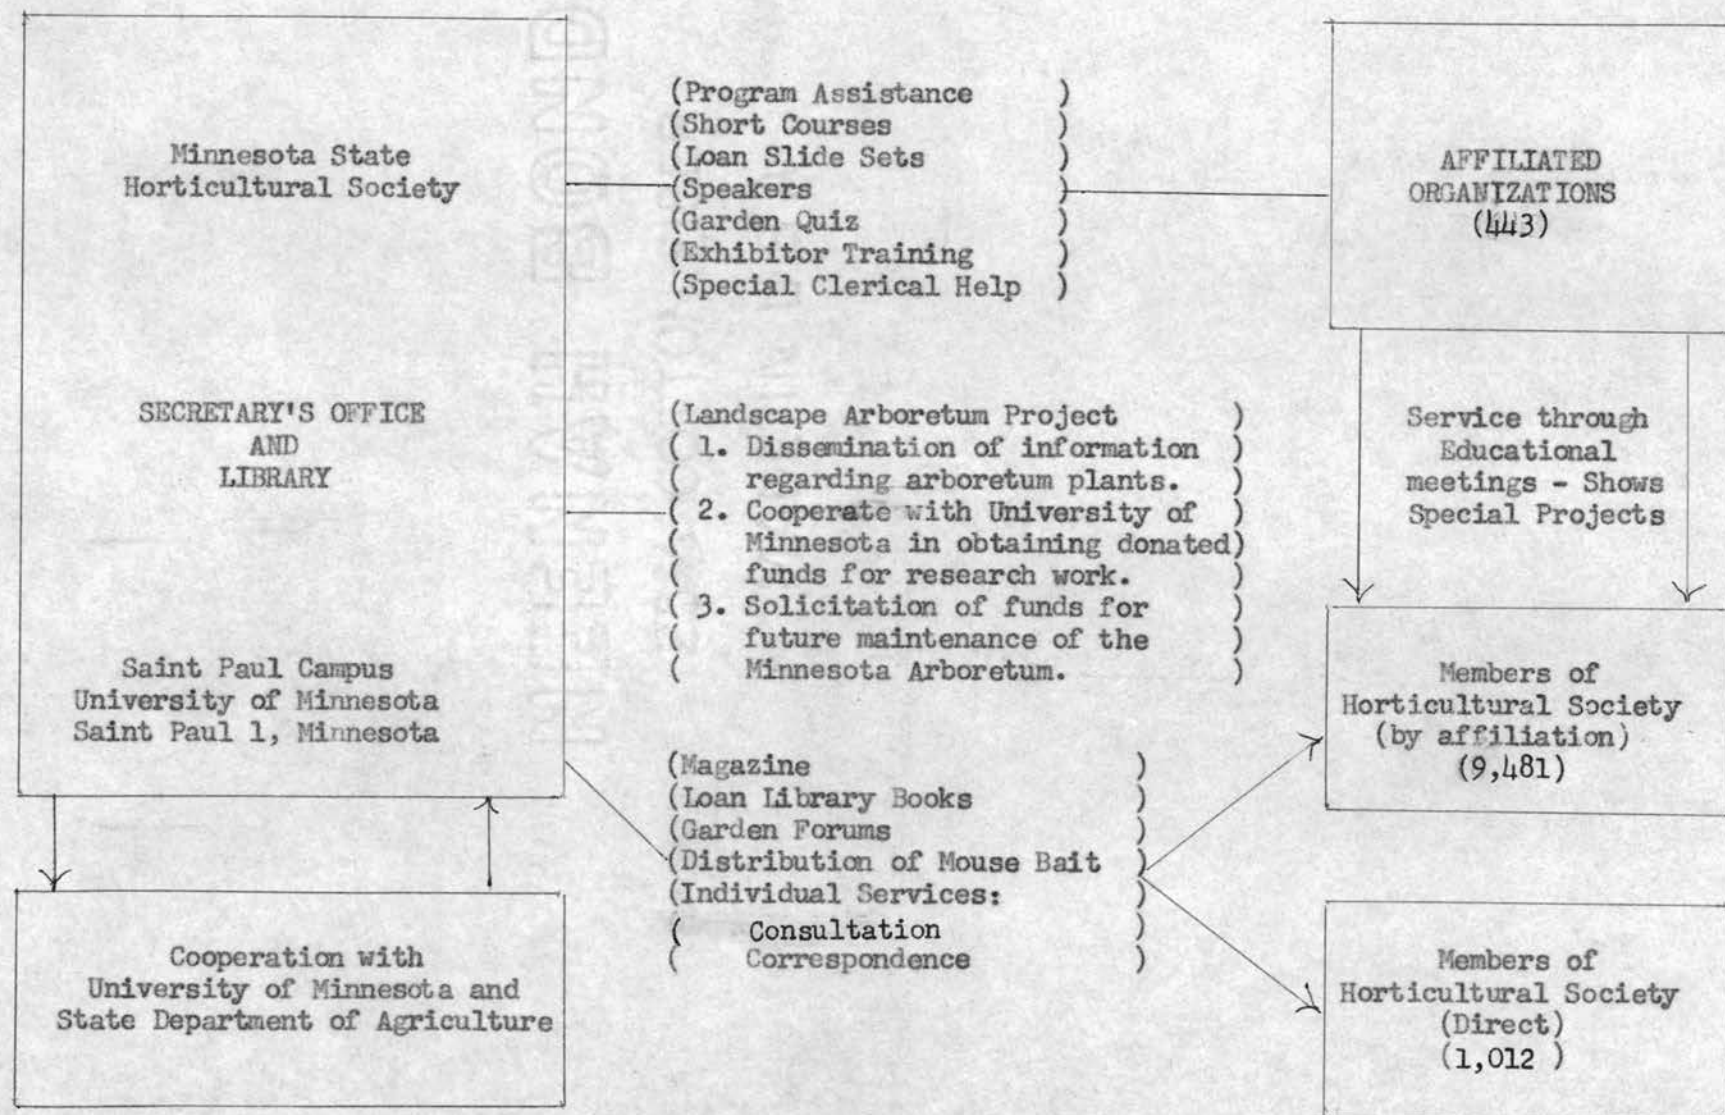 Minnesota State
Horticultural Society
SECRETARY'S OFFICE
AND
LIBRARY
Saint Paul Campus
University of Minnesota
Saint Paul 1, Minnesota
Cooperation with
University of Minnesota and
State Department of Agriculture
(Program Assistance )
(Short Courses )
(Loan Slide Sets )
(Speakers )
(Garden Quiz )
(Exhibitor Training )
(Special Clerical Help )
(Landscape Arboretum Project )
( 1. Dissemination of information )
( regarding arboretum plants. )
( 2. Cooperate with University of )
( Minnesota in obtaining donated)
( funds for research work. )
( 3. Solicitation of funds for )
( future maintenance of the )
( Minnesota Arboretum. )
(Magazine )
(Loan Library Books )
(Garden Forums )
(Distribution of Mouse Bait )
(Individual Services: )
( Consultation )
( Correspondence )
AFFILIATED
ORGANIZATIONS
(443)
Service through
Educational
meetings - Shows
Special Projects
Members of
Horticultural Society
(by affiliation)
(9,481)
Members of
Horticultural Society
(Direct)
(1,012 )